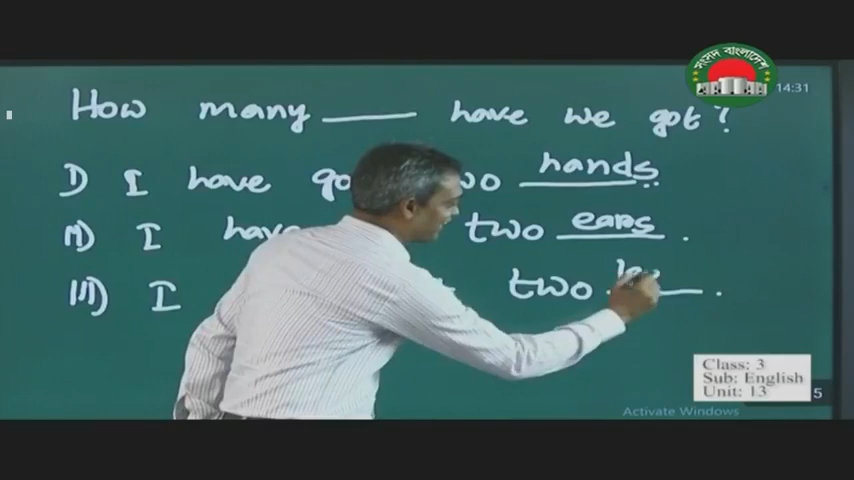 সংসদ বাংলাদেশ
14:31
How many ____ have we got?
I) I have go two hands
II) I have two ears.
III) I two le .
Class: 3
Sub: English
Unit: 13
5
Activate Windows